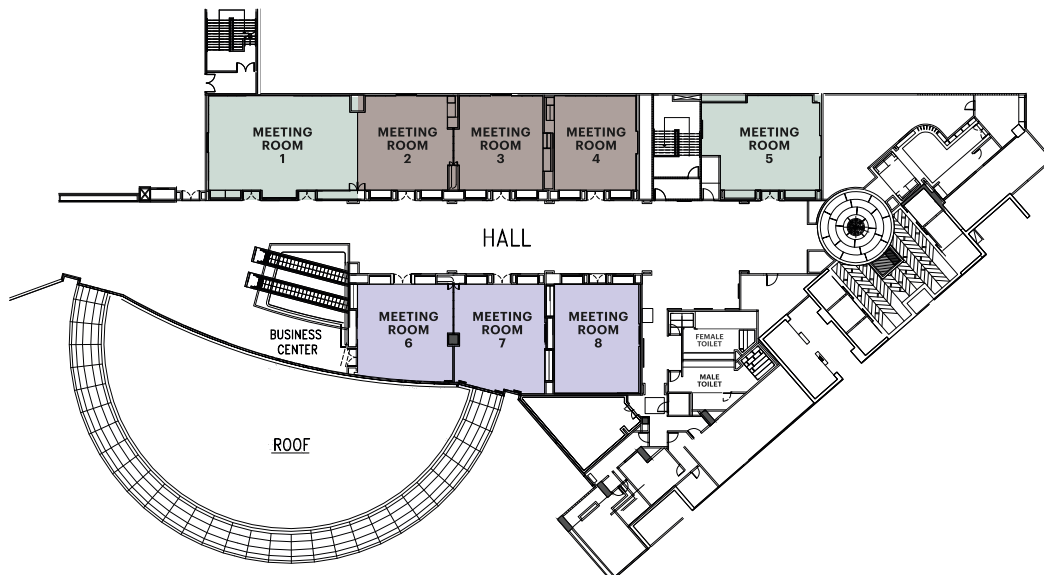 MEETING
ROOM
1
MEETING
ROOM
2
MEETING
ROOM
3
MEETING
ROOM
4
MEETING
ROOM
5
HALL
MEETING
ROOM
6
MEETING
ROOM
7
MEETING
ROOM
8
BUSINESS
CENTER
FEMALE
TOILET
MALE
TOILET
ROOF